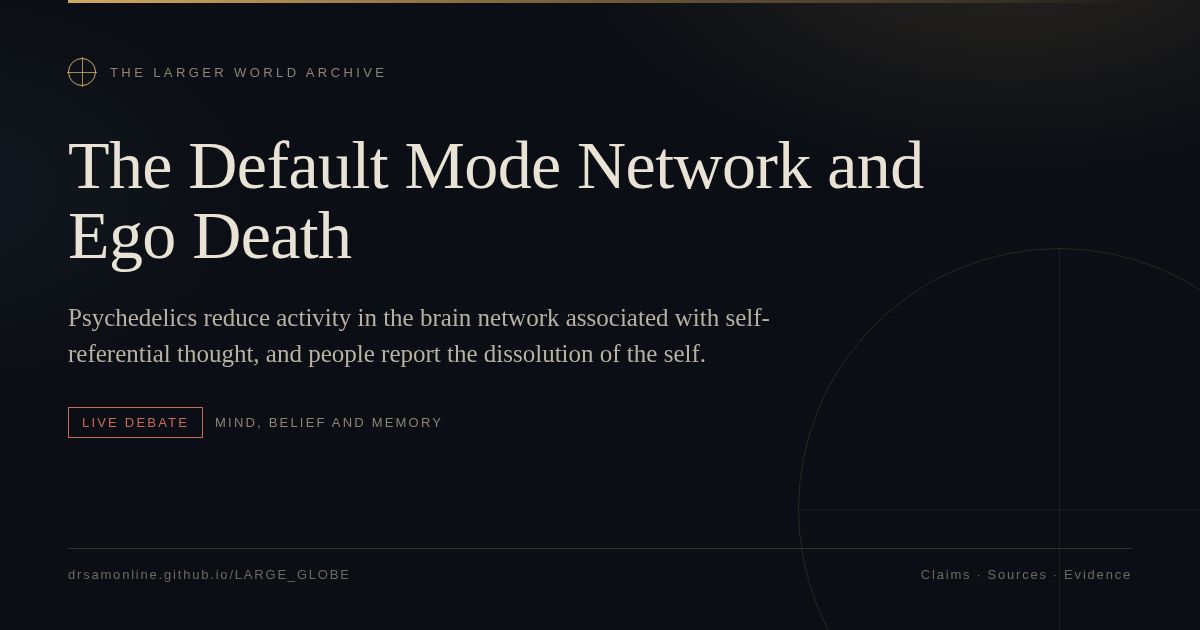 THE LARGER WORLD ARCHIVE
The Default Mode Network and
Ego Death
Psychedelics reduce activity in the brain network associated with self-
referential thought, and people report the dissolution of the self.
LIVE DEBATE MIND, BELIEF AND MEMORY
drsamonline.github.io/LARGE_GLOBE Claims · Sources · Evidence